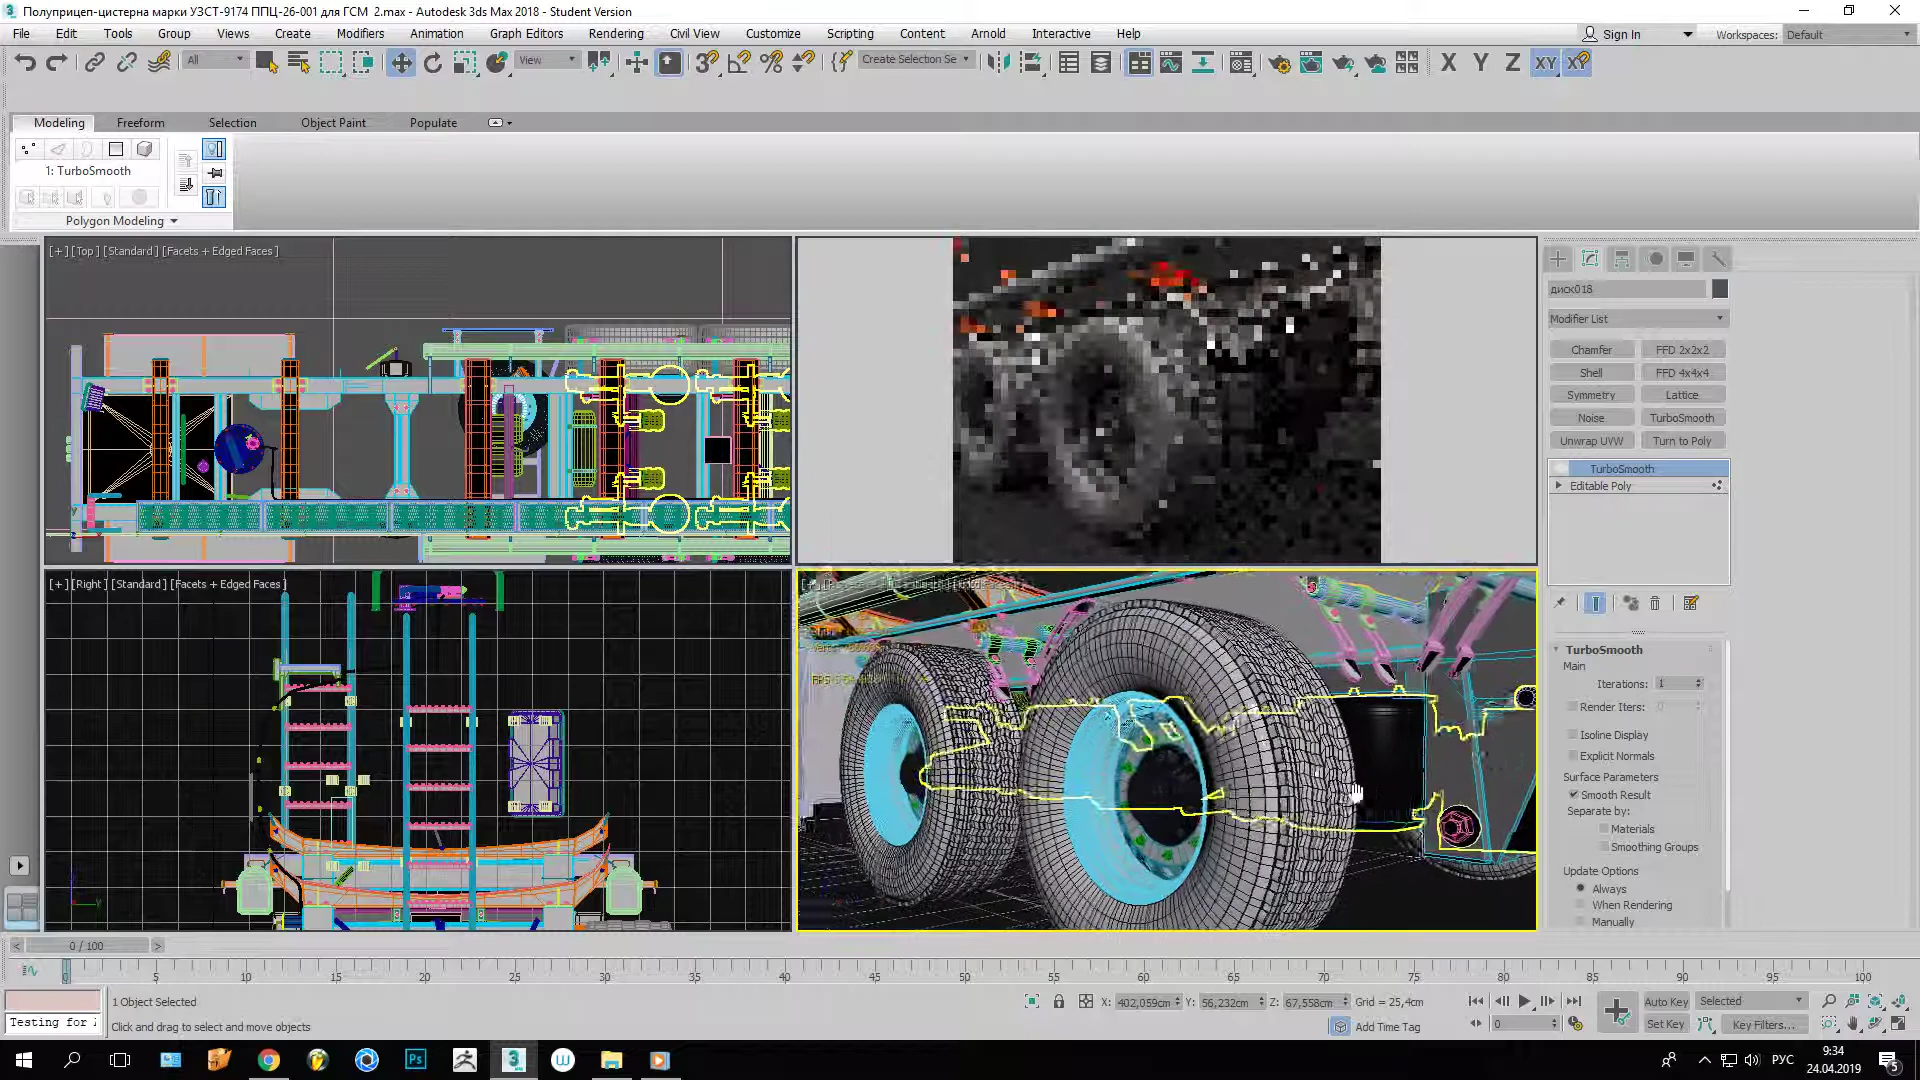 Полуприцеп-цистерна марки УЗСТ-9174 ППЦ-26-001 для ГСМ  2.max - Autodesk 3ds Max 2018 - Student Version
File Edit Tools Group Views Create Modifiers Animation Graph Editors Rendering Civil View Customize Scripting Content Arnold Interactive Help Sign In Workspaces: Default
All View Create Selection Se X Y Z XY XY
Modeling Freeform Selection Object Paint Populate
1: TurboSmooth
Polygon Modeling
[+] [Top] [Standard] [Facets + Edged Faces]
[+] [Right] [Standard] [Facets + Edged Faces]
диск018
Modifier List
Chamfer FFD 2x2x2
Shell FFD 4x4x4
Symmetry Lattice
Noise TurboSmooth
Unwrap UVW Turn to Poly
TurboSmooth
Editable Poly
TurboSmooth
Main
Iterations: 1
Render Iters: 0
Isoline Display
Explicit Normals
Surface Parameters
Smooth Result
Separate by:
Materials
Smoothing Groups
Update Options
Always
When Rendering
Manually
0 / 100
0 5 10 15 20 25 30 35 40 45 50 55 60 65 70 75 80 85 90 95 100
1 Object Selected X: 402,059cm Y: 56,232cm Z: 67,558cm Grid = 25,4cm Auto Key Selected
Testing for Click and drag to select and move objects Add Time Tag 0 Set Key Key Filters...
Ps 3 РУС 9:34
24.04.2019 5